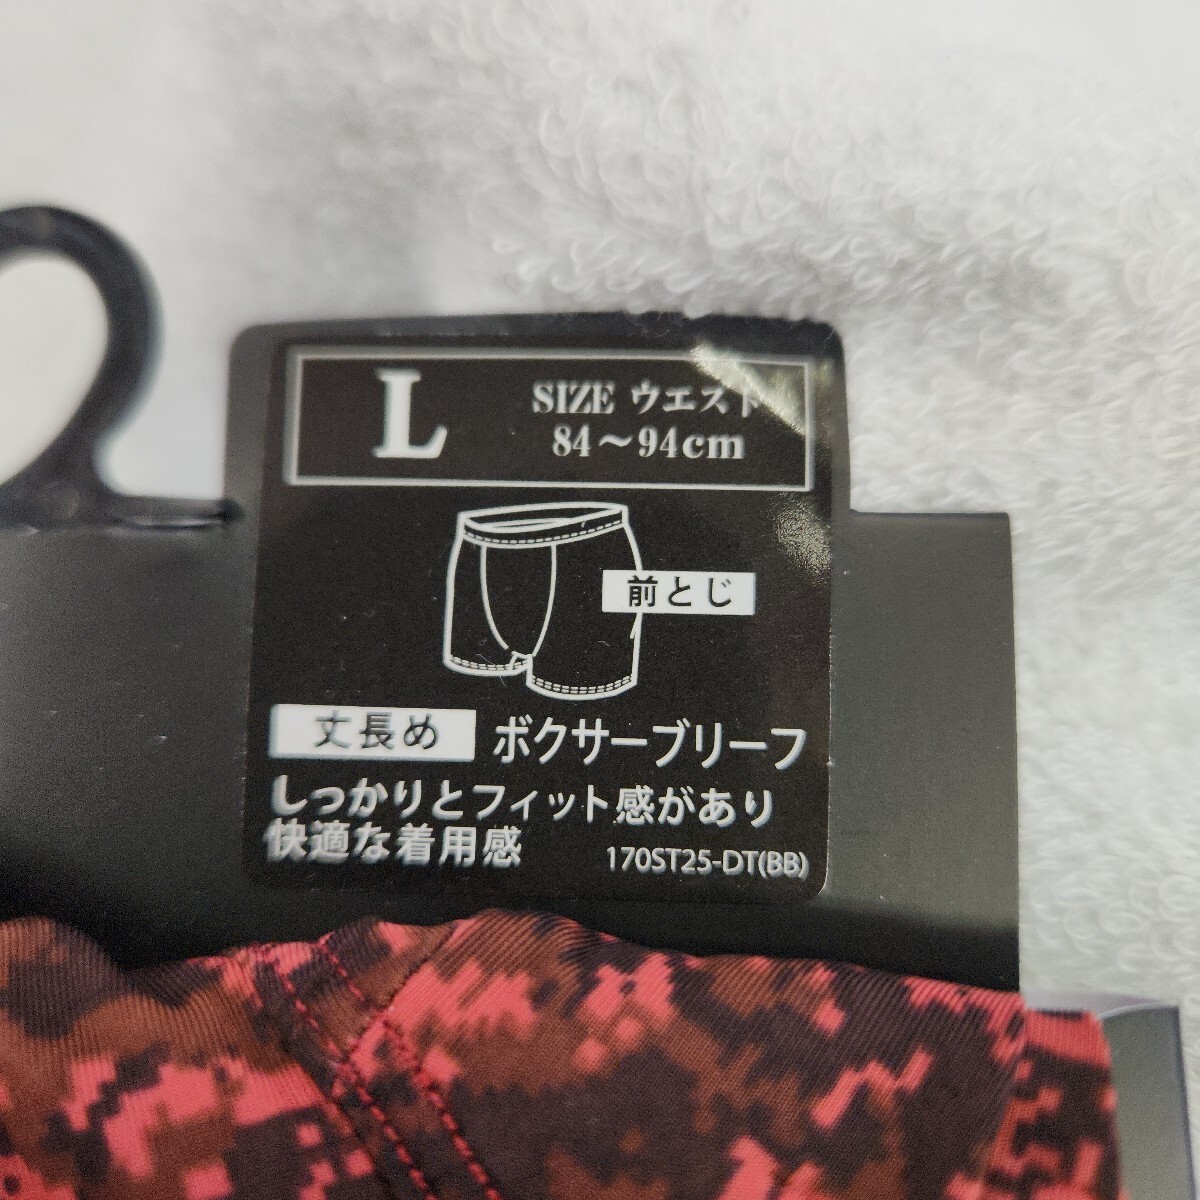 L
SIZE ウエスト
84～94cm
前とじ
丈長め ボクサーブリーフ
しっかりとフィット感があり
快適な着用感
170ST25-DT(BB)